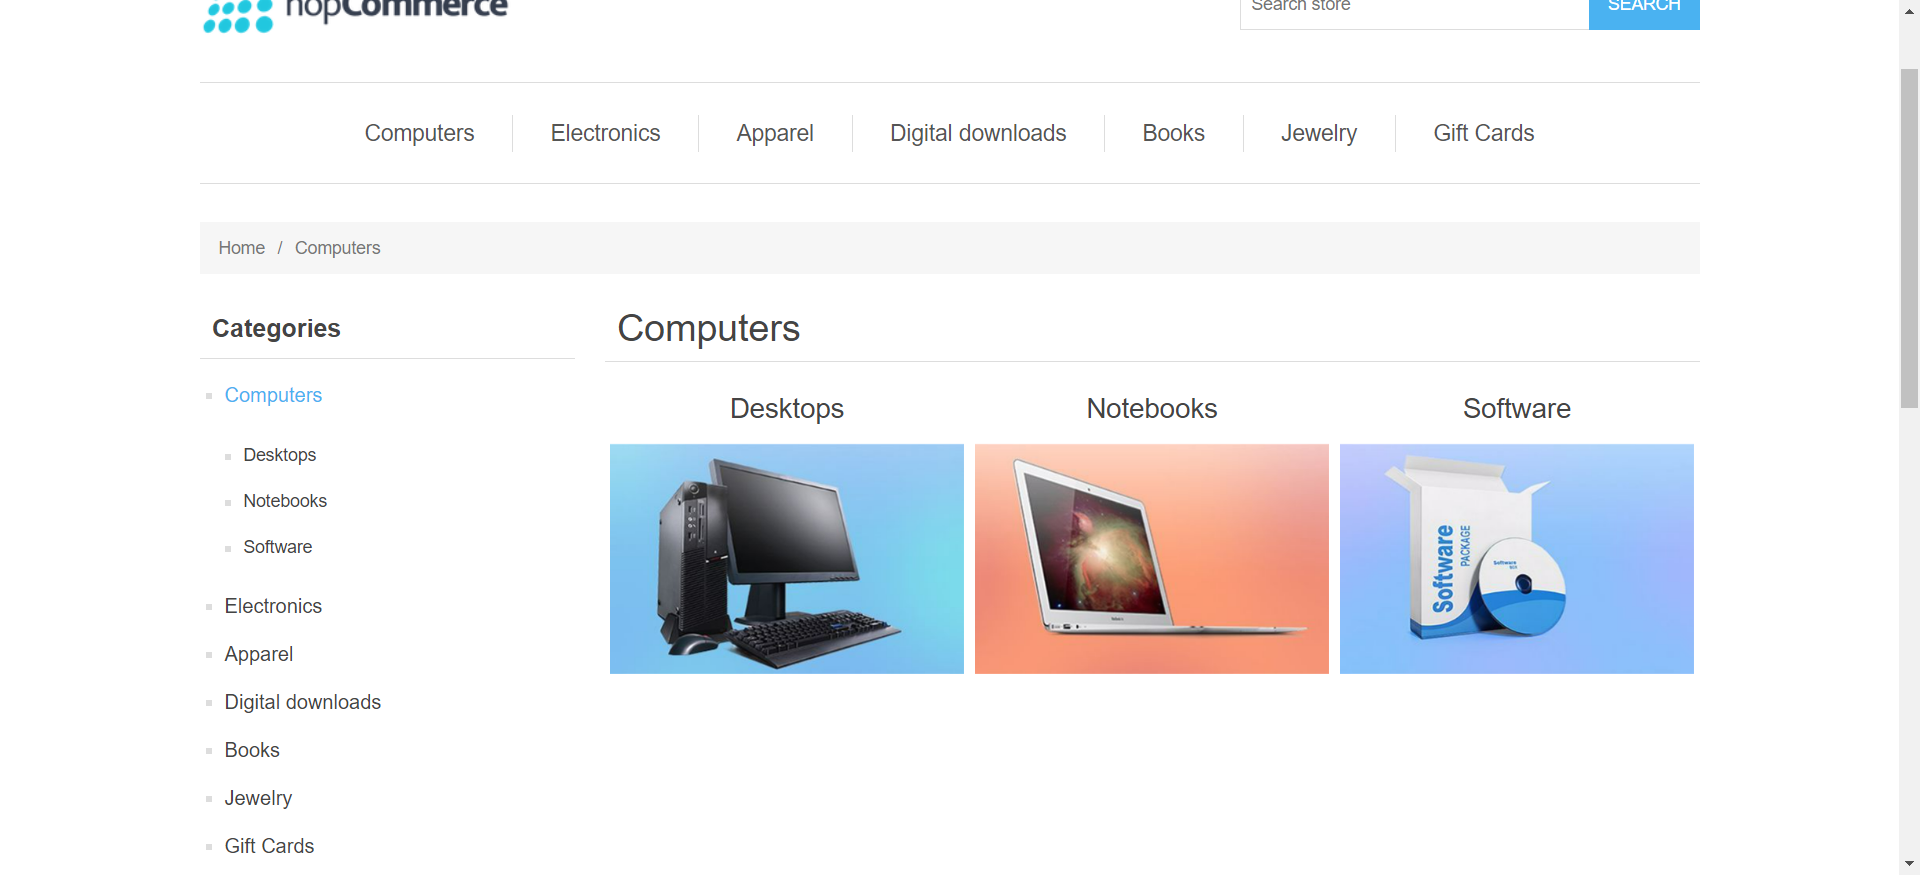 nopCommerce
Search store
SEARCH
Computers
Electronics
Apparel
Digital downloads
Books
Jewelry
Gift Cards
Home / Computers
Categories
Computers
Desktops
Notebooks
Software
Electronics
Apparel
Digital downloads
Books
Jewelry
Gift Cards
Computers
Desktops
Notebooks
Software
Software
PACKAGE
Software